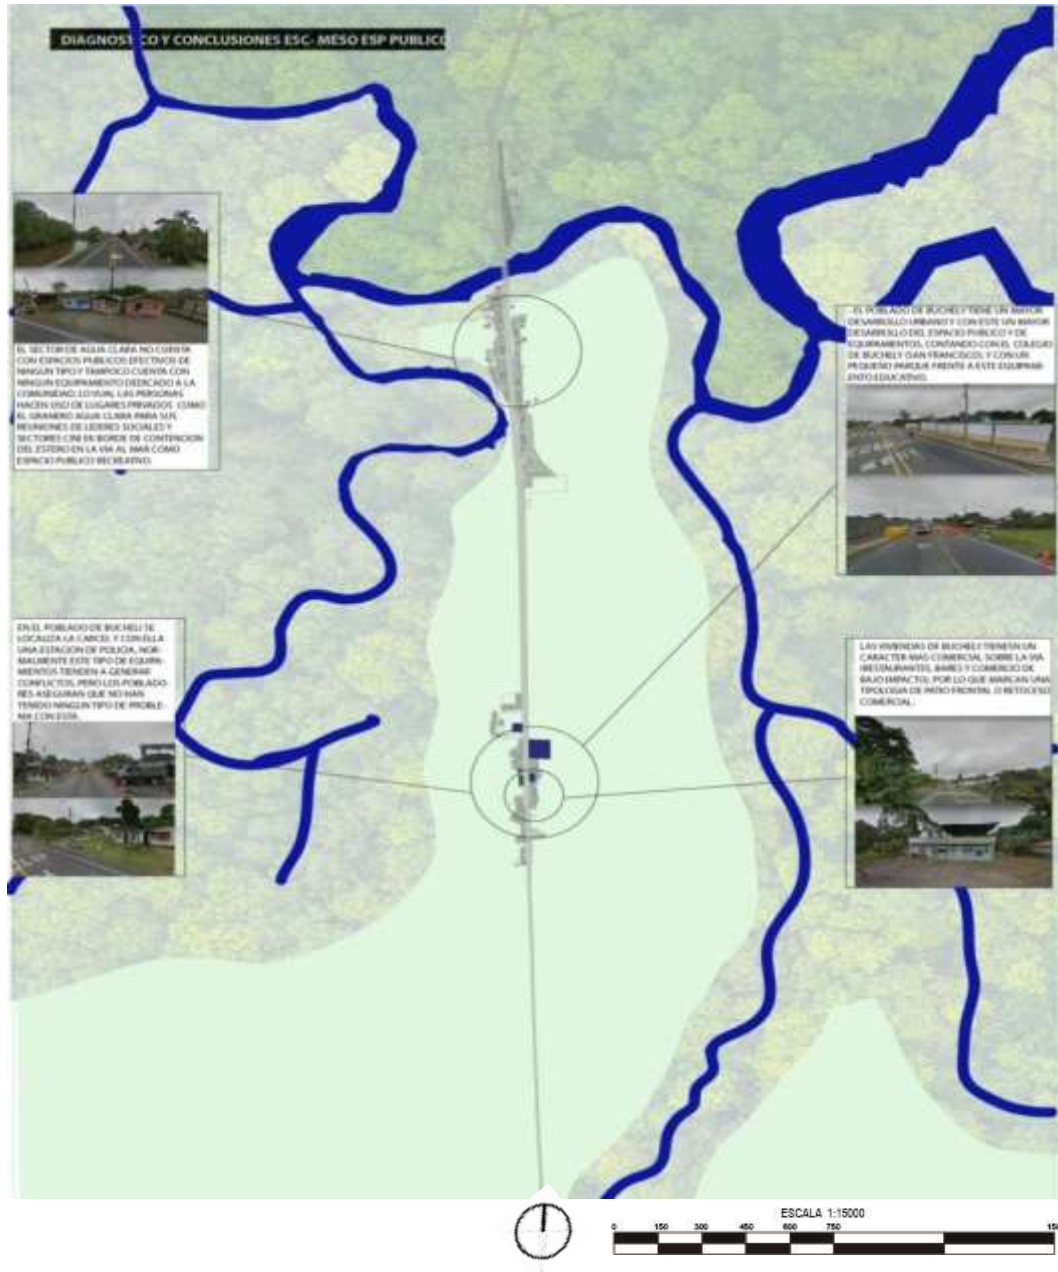 DIAGNOSTICO Y CONCLUSIONES ESC- MESO ESP PUBLICO
EL SECTOR DE AGUA CLARA NO CUENTA
CON ESPACIOS PUBLICOS EFECTIVOS DE
NINGUN TIPO Y TAMPOCO CUENTA CON
NINGUN EQUIPAMENTO DEDICADO A LA
COMUNIDAD, LO CUAL LAS PERSONAS
HACEN USO DE LUGARES PRIVADOS COMO
EL GRANERO AGUA CLARA PARA SUS
REUNIONES DE LIDERES SOCIALES Y
SECTORES EN BORDE DE CONTENCION
DEL ESTERO EN LA VIA AL MAR COMO
ESPACIO PUBLICO RECREATIVO.
- EL POBLADO DE BUCHELY TIENE UN MAYOR
DESARROLLO URBANO Y CON ESTE UN MAYOR
DESARROLLO DEL ESPACIO PUBLICO Y DE
EQUIPAMENTOS, CONTANDO CON EL COLEGIO
DE BUCHELY (SAN FRANCISCO), Y CON UN
PEQUEÑO PARQUE FRENTE A ESTE EQUIPAM-
ENTO EDUCATIVO.
EN EL POBLADO DE BUCHELI SE
LOCALIZA LA CARCEL Y CON ELLA
UNA ESTACION DE POLICIA, NOR-
MALMENTE ESTE TIPO DE EQUIPA-
MIENTOS TIENDEN A GENERAR
CONFLICTOS, PERO LOS POBLADO-
RES ASEGURAN QUE NO HAN
TENIDO NINGUN TIPO DE PROBLE-
MA CON ESTA.
LAS VIVIENDAS DE BUCHELY TIENEN UN
CARACTER MAS COMERCIAL SOBRE LA VIA
(RESTAURANTES, BARES Y COMERCIO DE
BAJO IMPACTO), POR LO QUE MARCAN UNA
TIPOLOGIA DE PATIO FRONTAL O RETOCESO
COMERCIAL.
ESCALA 1:15000
0 150 300 450 600 750 150